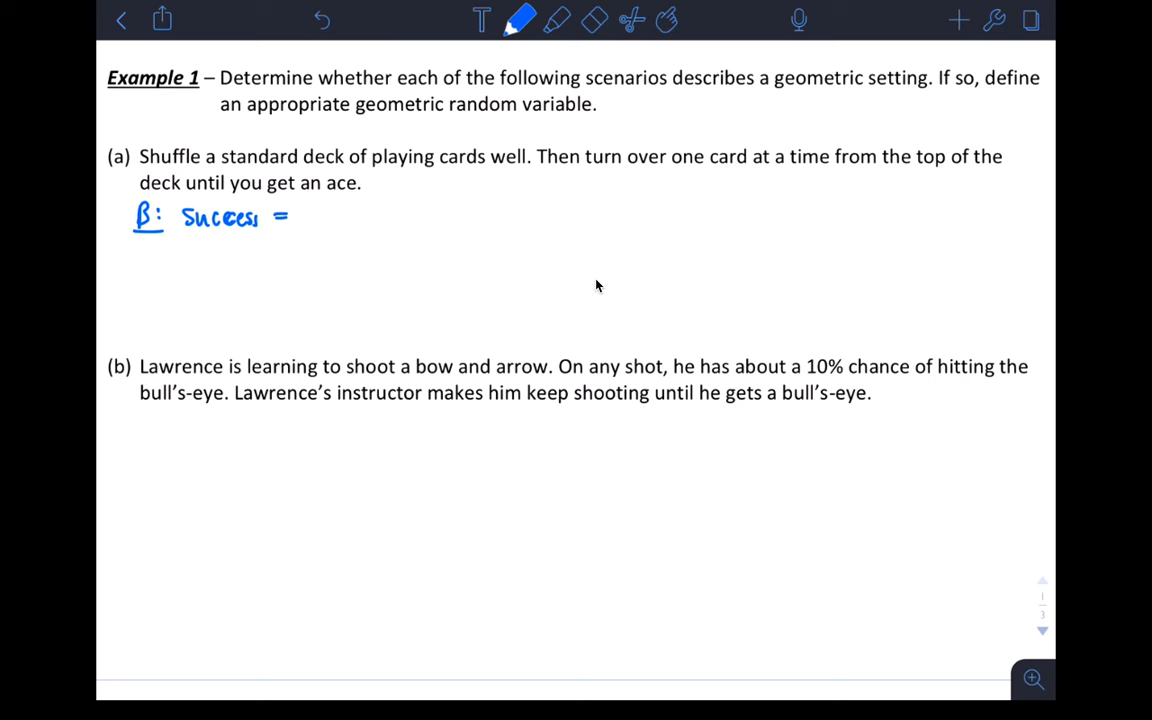 Example 1 – Determine whether each of the following scenarios describes a geometric setting. If so, define
an appropriate geometric random variable.
(a) Shuffle a standard deck of playing cards well. Then turn over one card at a time from the top of the
deck until you get an ace.
B: Success =
(b) Lawrence is learning to shoot a bow and arrow. On any shot, he has about a 10% chance of hitting the
bull’s-eye. Lawrence’s instructor makes him keep shooting until he gets a bull’s-eye.
1
3